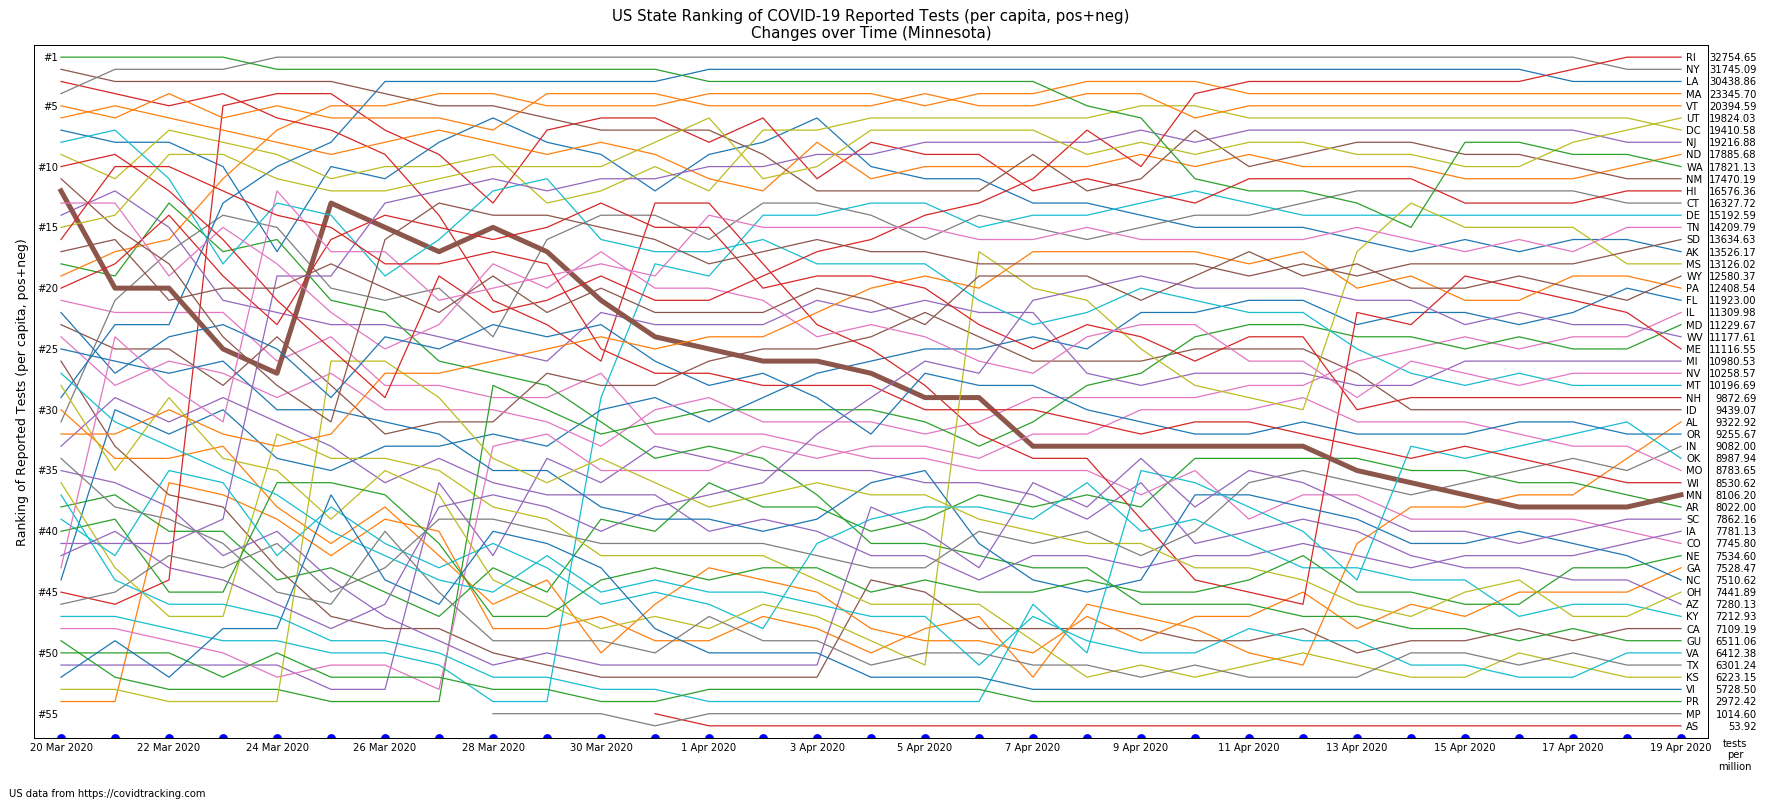 US State Ranking of COVID-19 Reported Tests (per capita, pos+neg)
Changes over Time (Minnesota)
Ranking of Reported Tests (per capita, pos+neg)
#1
#5
#10
#15
#20
#25
#30
#35
#40
#45
#50
#55
RI 32754.65
NY 31745.09
LA 30438.86
MA 23345.70
VT 20394.59
UT 19824.03
DC 19410.58
NJ 19216.88
ND 17885.68
WA 17821.13
NM 17470.19
HI 16576.36
CT 16327.72
DE 15192.59
TN 14209.79
SD 13634.63
AK 13526.17
MS 13126.02
WY 12580.37
PA 12408.54
FL 11923.00
IL 11309.98
MD 11229.67
WV 11177.61
ME 11116.55
MI 10980.53
NV 10258.57
MT 10196.69
NH 9872.69
ID 9439.07
AL 9322.92
OR 9255.67
IN 9082.00
OK 8987.94
MO 8783.65
WI 8530.62
MN 8106.20
AR 8022.00
SC 7862.16
IA 7781.13
CO 7745.80
NE 7534.60
GA 7528.47
NC 7510.62
OH 7441.89
AZ 7280.13
KY 7212.93
CA 7109.19
GU 6511.06
VA 6412.38
TX 6301.24
KS 6223.15
VI 5728.50
PR 2972.42
MP 1014.60
AS 53.92
20 Mar 2020
22 Mar 2020
24 Mar 2020
26 Mar 2020
28 Mar 2020
30 Mar 2020
1 Apr 2020
3 Apr 2020
5 Apr 2020
7 Apr 2020
9 Apr 2020
11 Apr 2020
13 Apr 2020
15 Apr 2020
17 Apr 2020
19 Apr 2020
tests
per
million
US data from https://covidtracking.com